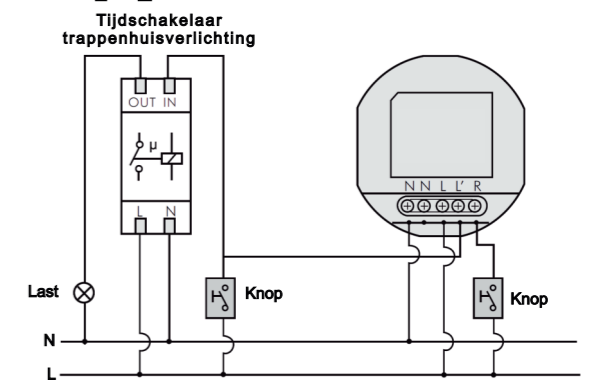 Tijdschakelaar
trappenhuisverlichting
OUT IN
µ
L N
N N L L' R
Last
Knop
Knop
N
L